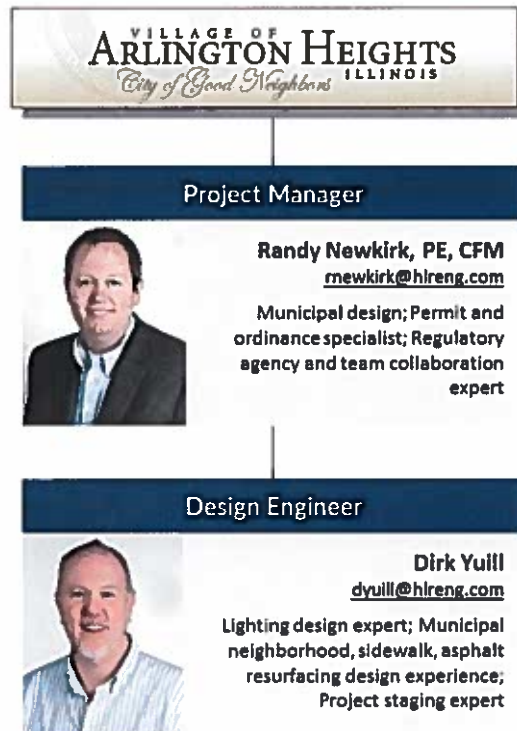 VILLAGE OF
ARLINGTON HEIGHTS
ILLINOIS
City of Good Neighbors
Project Manager
Randy Newkirk, PE, CFM
rnewkirk@hlreng.com
Municipal design; Permit and
ordinance specialist; Regulatory
agency and team collaboration
expert
Design Engineer
Dirk Yuill
dyuill@hlreng.com
Lighting design expert; Municipal
neighborhood, sidewalk, asphalt
resurfacing design experience;
Project staging expert